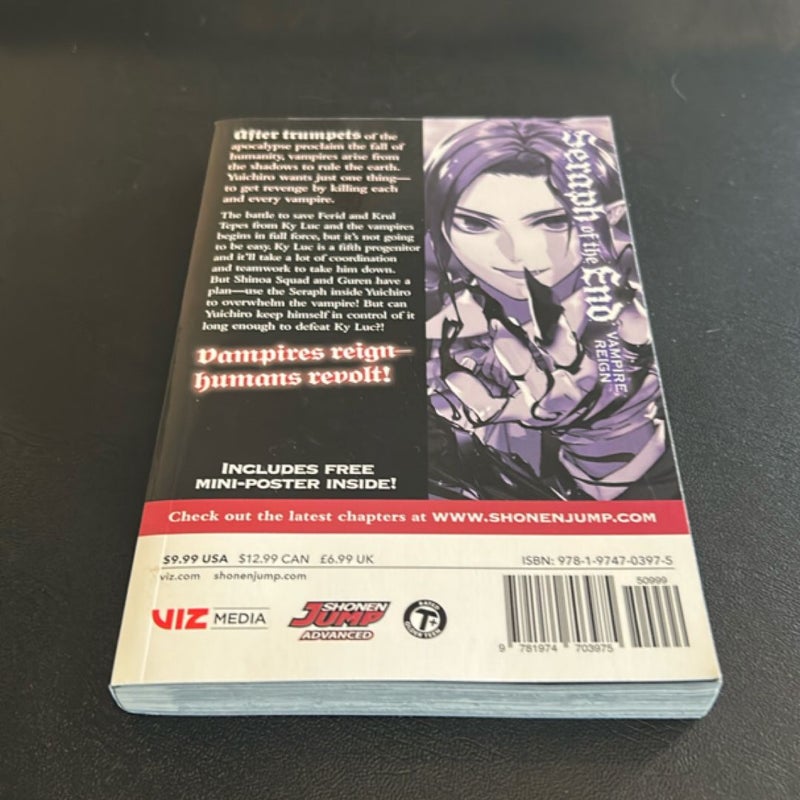 After trumpets of the
apocalypse proclaim the fall of
humanity, vampires arise from
the shadows to rule the earth.
Yuichiro wants just one thing—
to get revenge by killing each
and every vampire.
The battle to save Ferid and Krul
Tepes from Ky Luc and the vampires
begins in full force, but it's not going
to be easy. Ky Luc is a fifth progenitor
and it'll take a lot of coordination
and teamwork to take him down.
But Shinoa Squad and Guren have a
plan—use the Seraph inside Yuichiro
to overwhelm the vampire! But can
Yuichiro keep himself in control of it
long enough to defeat Ky Luc?!
Vampires reign—
humans revolt!
INCLUDES FREE
MINI-POSTER INSIDE!
Seraph of the End
VAMPIRE
REIGN
Check out the latest chapters at WWW.SHONENJUMP.COM
$9.99 USA $12.99 CAN £6.99 UK
viz.com shonenjump.com
ISBN: 978-1-9747-0397-5
50999
VIZ MEDIA
SHONEN
JUMP
ADVANCED
RATED
T+
OLDER TEEN
9 781974 703975